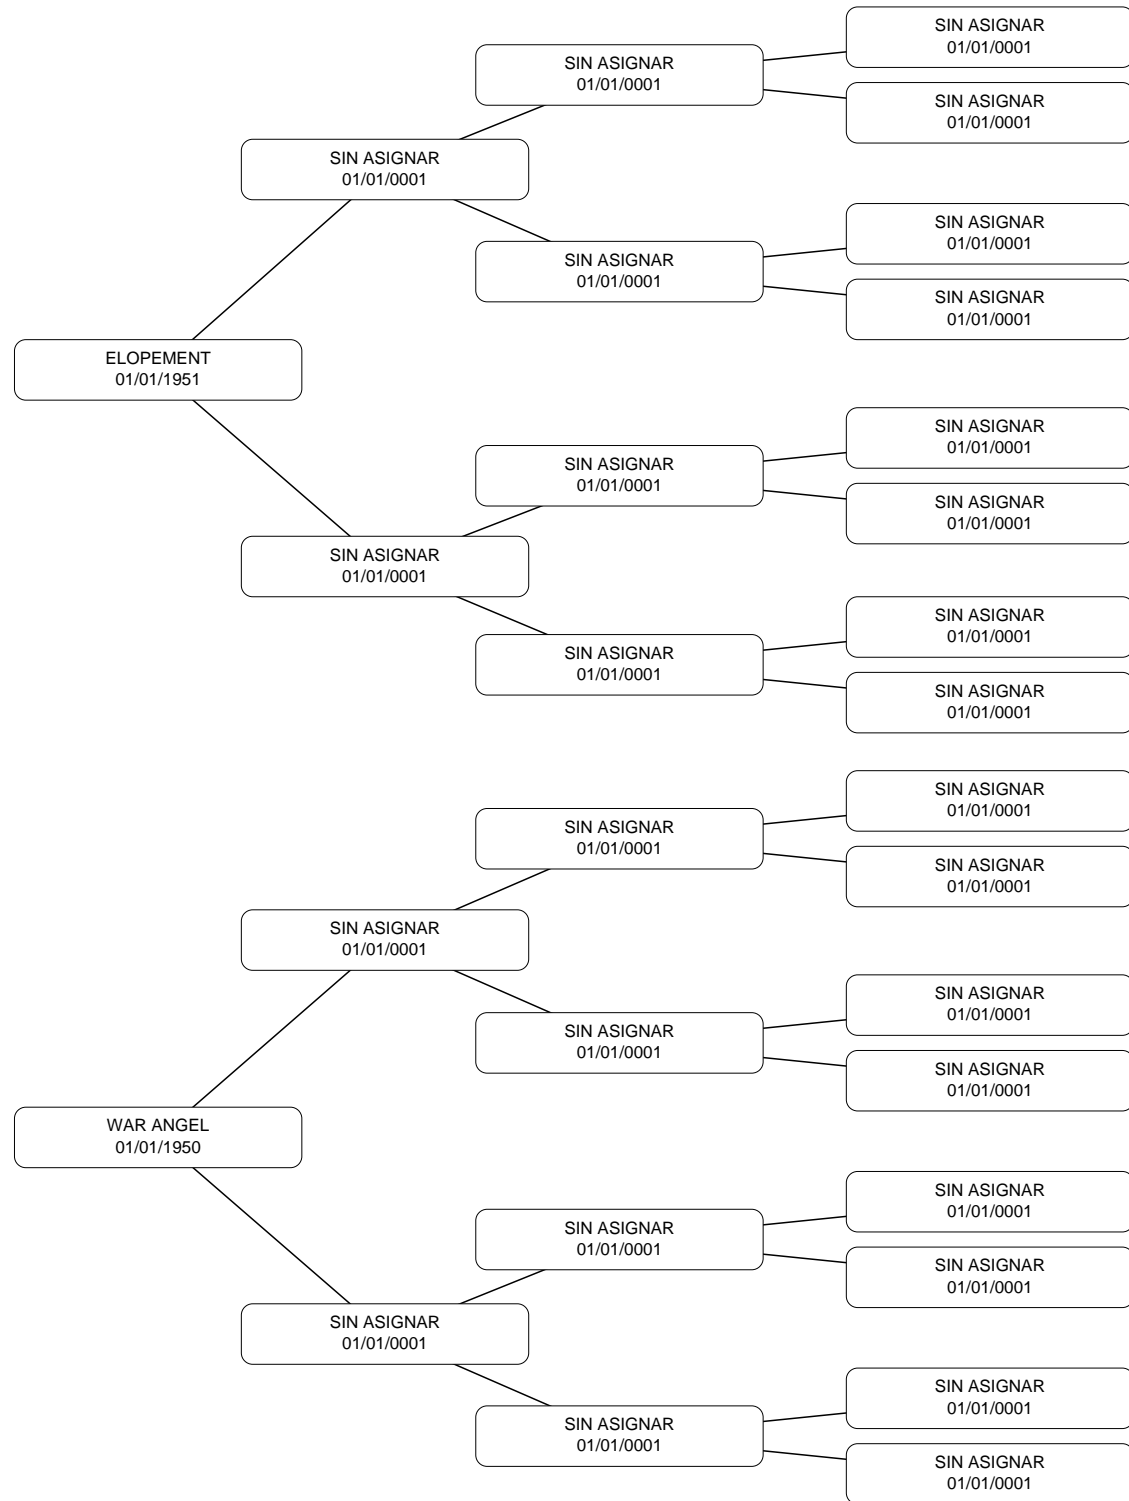 SIN ASIGNAR
01/01/0001
SIN ASIGNAR
01/01/0001
SIN ASIGNAR
01/01/0001
SIN ASIGNAR
01/01/0001
SIN ASIGNAR
01/01/0001
SIN ASIGNAR
01/01/0001
SIN ASIGNAR
01/01/0001
ELOPEMENT
01/01/1951
SIN ASIGNAR
01/01/0001
SIN ASIGNAR
01/01/0001
SIN ASIGNAR
01/01/0001
SIN ASIGNAR
01/01/0001
SIN ASIGNAR
01/01/0001
SIN ASIGNAR
01/01/0001
SIN ASIGNAR
01/01/0001
SIN ASIGNAR
01/01/0001
SIN ASIGNAR
01/01/0001
SIN ASIGNAR
01/01/0001
SIN ASIGNAR
01/01/0001
SIN ASIGNAR
01/01/0001
SIN ASIGNAR
01/01/0001
SIN ASIGNAR
01/01/0001
WAR ANGEL
01/01/1950
SIN ASIGNAR
01/01/0001
SIN ASIGNAR
01/01/0001
SIN ASIGNAR
01/01/0001
SIN ASIGNAR
01/01/0001
SIN ASIGNAR
01/01/0001
SIN ASIGNAR
01/01/0001
SIN ASIGNAR
01/01/0001